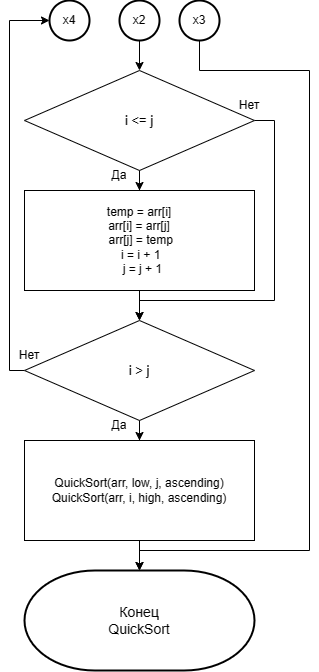 x4
x2
x3
i <= j
Нет
Да
temp = arr[i]
arr[i] = arr[j]
arr[j] = temp
i = i + 1
j = j + 1
Нет
i > j
Да
QuickSort(arr, low, j, ascending)
QuickSort(arr, i, high, ascending)
Конец
QuickSort